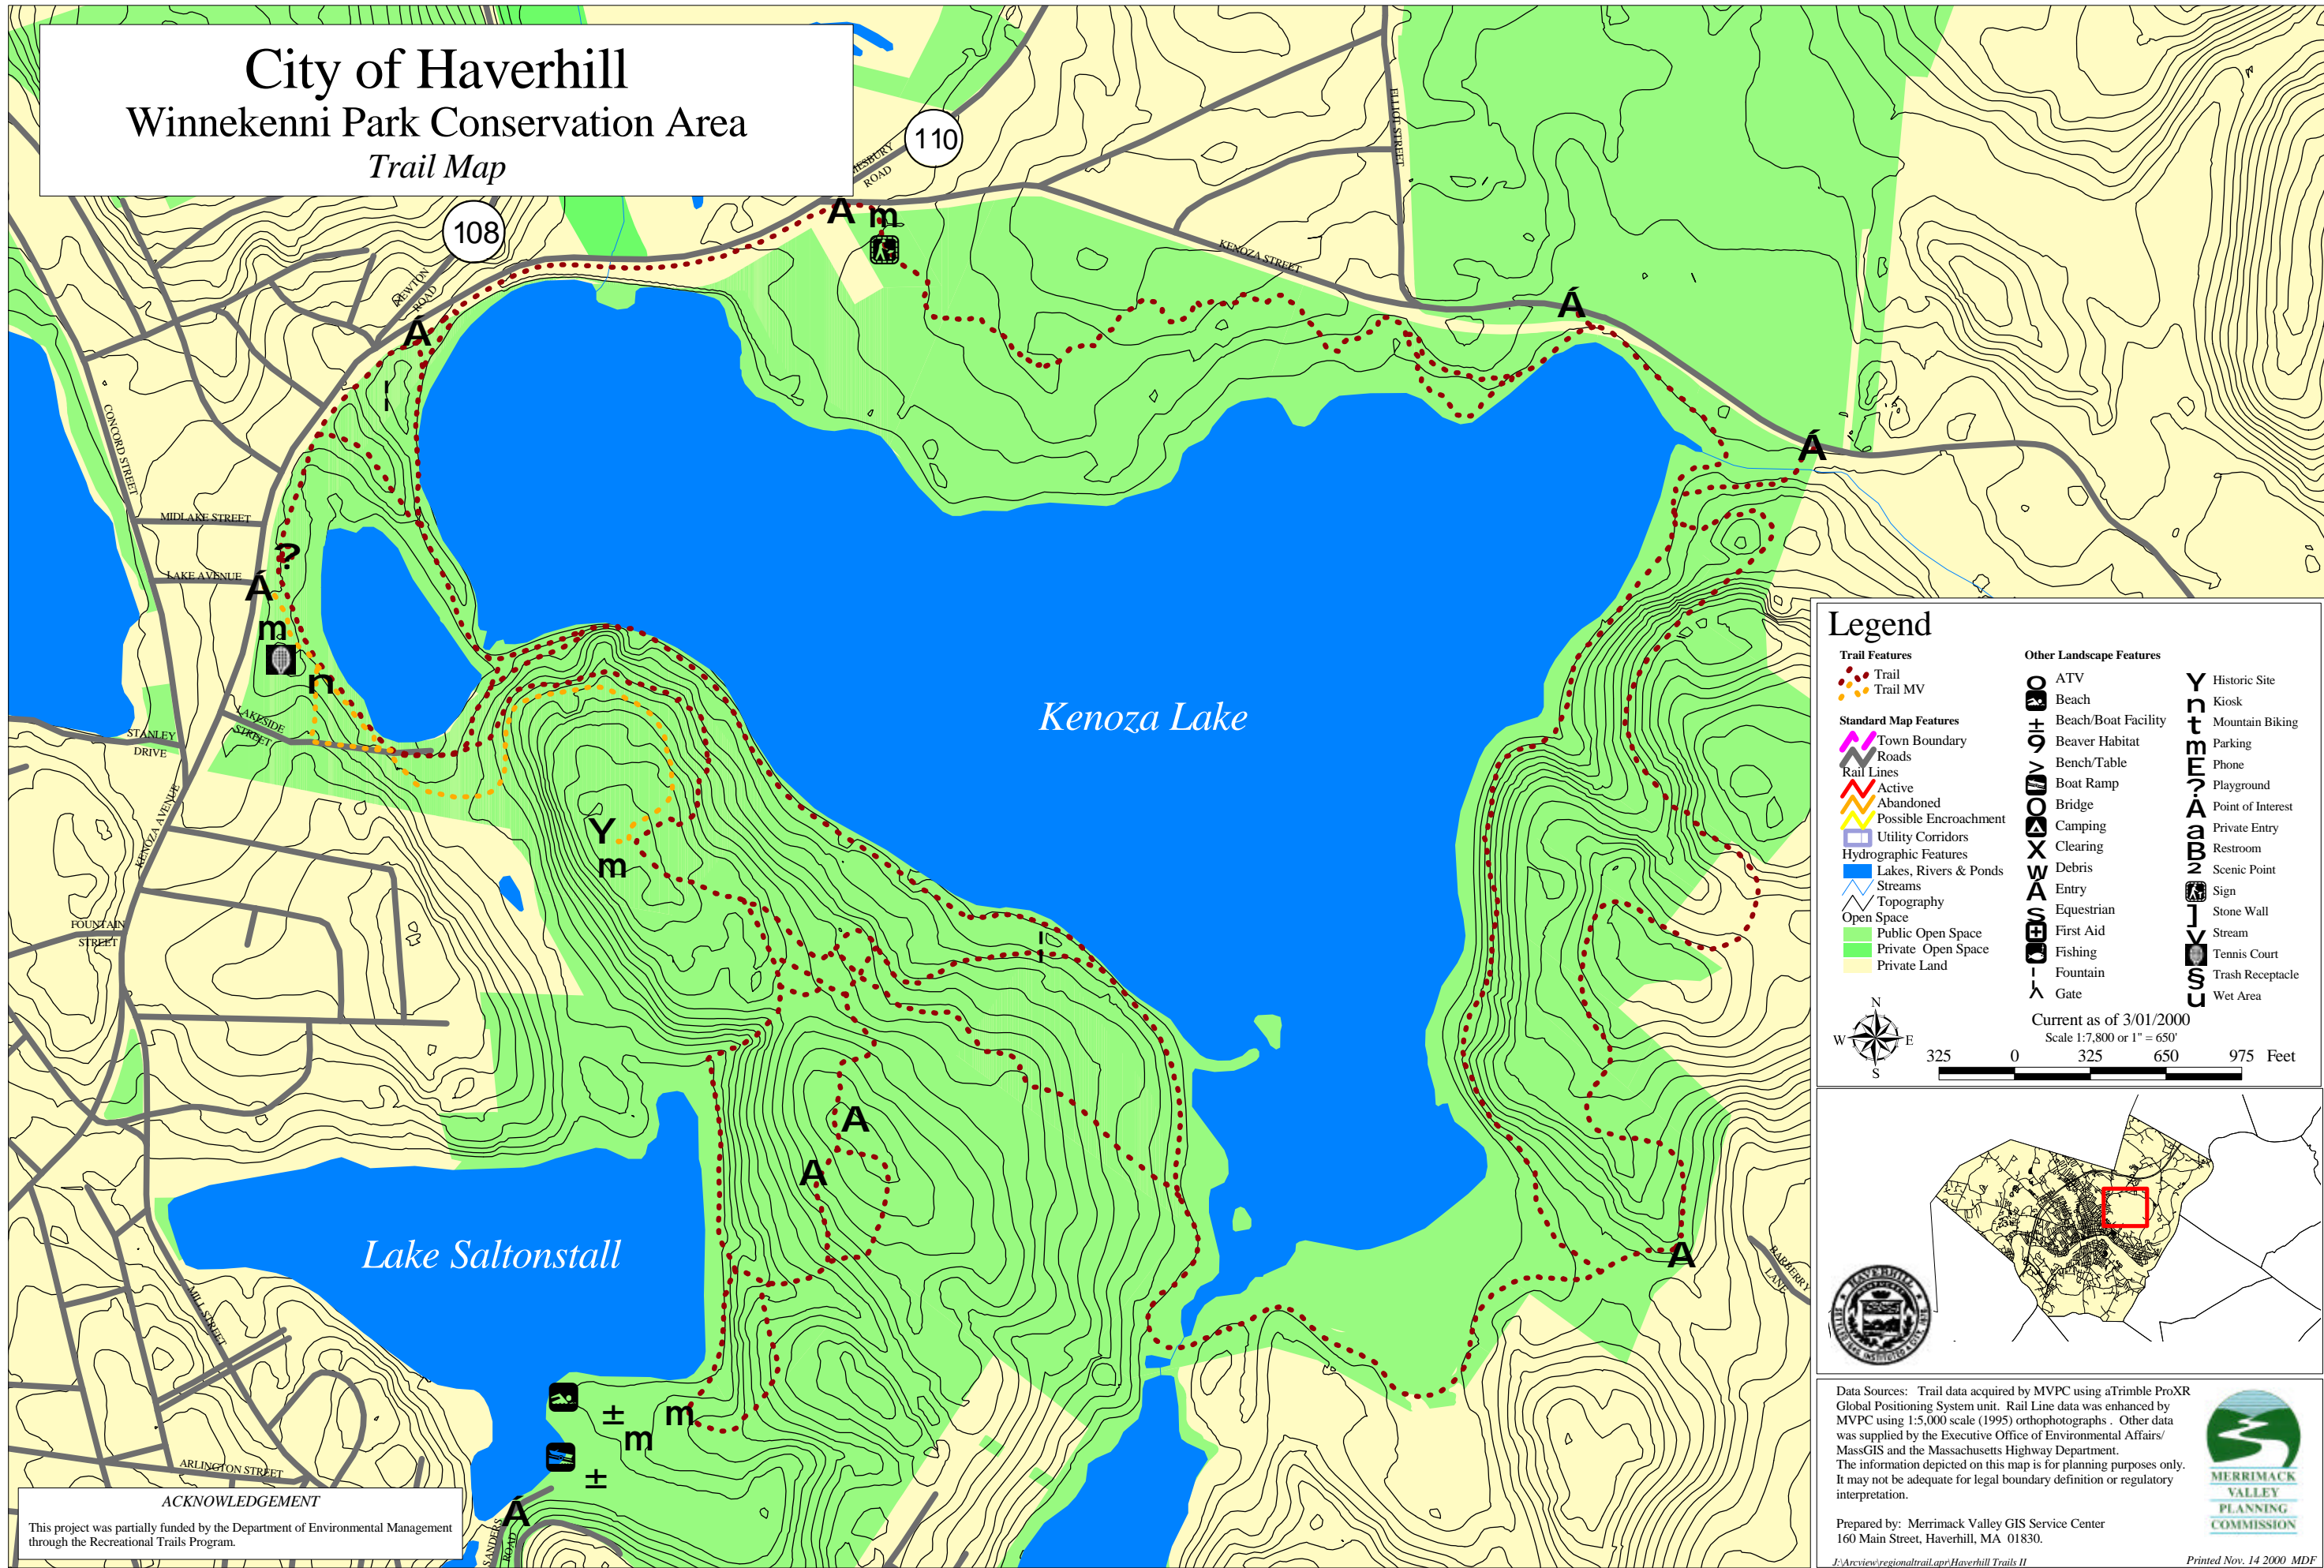 City of Haverhill
Winnekenni Park Conservation Area
Trail Map
110
108
ROAD
NEWTON
ROAD
ELLIOT STREET
KENOZA STREET
CONCORD STREET
MIDLAKE STREET
LAKE AVENUE
LAKESIDE
STREET
STANLEY
DRIVE
KENOZA AVENUE
FOUNTAIN
STREET
MILL STREET
ARLINGTON STREET
SANDERS
ROAD
BARBERRY
LANE
Kenoza Lake
Lake Saltonstall
A m
Á
Á
Á
?
Á
m
n
Y
m
A
A
A
±
m
m
±
Á
Legend
Trail Features
Trail
Trail MV
Standard Map Features
Town Boundary
Roads
Rail Lines
Active
Abandoned
Possible Encroachment
Utility Corridors
Hydrographic Features
Lakes, Rivers & Ponds
Streams
Topography
Open Space
Public Open Space
Private Open Space
Private Land
Other Landscape Features
O ATV
Beach
± Beach/Boat Facility
9 Beaver Habitat
> Bench/Table
Boat Ramp
O Bridge
Camping
X Clearing
W Debris
Á Entry
S Equestrian
First Aid
Fishing
Fountain
Gate
Y Historic Site
n Kiosk
t Mountain Biking
m Parking
E Phone
? Playground
A Point of Interest
a Private Entry
B Restroom
2 Scenic Point
Sign
] Stone Wall
V Stream
Tennis Court
§ Trash Receptacle
u Wet Area
N
W E
S
Current as of 3/01/2000
Scale 1:7,800 or 1" = 650'
325 0 325 650 975 Feet
HAVERHILL
Data Sources: Trail data acquired by MVPC using aTrimble ProXR
Global Positioning System unit. Rail Line data was enhanced by
MVPC using 1:5,000 scale (1995) orthophotographs . Other data
was supplied by the Executive Office of Environmental Affairs/
MassGIS and the Massachusetts Highway Department.
The information depicted on this map is for planning purposes only.
It may not be adequate for legal boundary definition or regulatory
interpretation.
Prepared by: Merrimack Valley GIS Service Center
160 Main Street, Haverhill, MA 01830.
J:\Arcview\regionaltrail.apr\Haverhill Trails II
Printed Nov. 14 2000 MDF
MERRIMACK
VALLEY
PLANNING
COMMISSION
ACKNOWLEDGEMENT
This project was partially funded by the Department of Environmental Management
through the Recreational Trails Program.